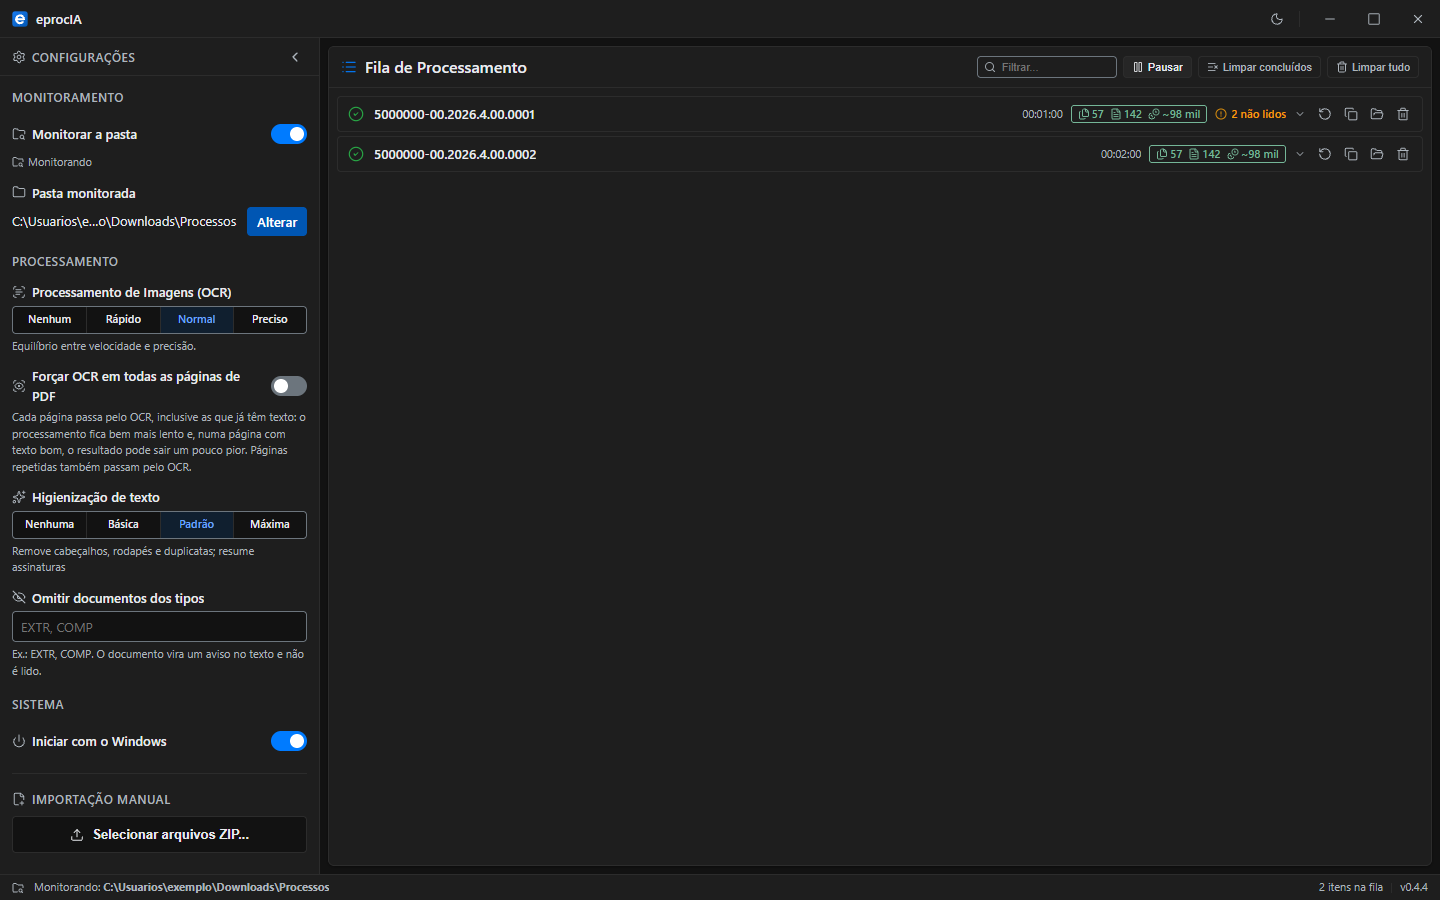 eprocIA
CONFIGURAÇÕES
MONITORAMENTO
Monitorar a pasta
Monitorando
Pasta monitorada
C:\Usuarios\e...o\Downloads\Processos
Alterar
PROCESSAMENTO
Processamento de Imagens (OCR)
Nenhum Rápido Normal Preciso
Equilíbrio entre velocidade e precisão.
Forçar OCR em todas as páginas de
PDF
Cada página passa pelo OCR, inclusive as que já têm texto: o
processamento fica bem mais lento e, numa página com
texto bom, o resultado pode sair um pouco pior. Páginas
repetidas também passam pelo OCR.
Higienização de texto
Nenhuma Básica Padrão Máxima
Remove cabeçalhos, rodapés e duplicatas; resume
assinaturas
Omitir documentos dos tipos
EXTR, COMP
Ex.: EXTR, COMP. O documento vira um aviso no texto e não
é lido.
SISTEMA
Iniciar com o Windows
IMPORTAÇÃO MANUAL
Selecionar arquivos ZIP...
Fila de Processamento
Filtrar...
Pausar
Limpar concluídos
Limpar tudo
5000000-00.2026.4.00.0001 00:01:00 57 142 ~98 mil 2 não lidos
5000000-00.2026.4.00.0002 00:02:00 57 142 ~98 mil
Monitorando: C:\Usuarios\exemplo\Downloads\Processos
2 itens na fila v0.4.4